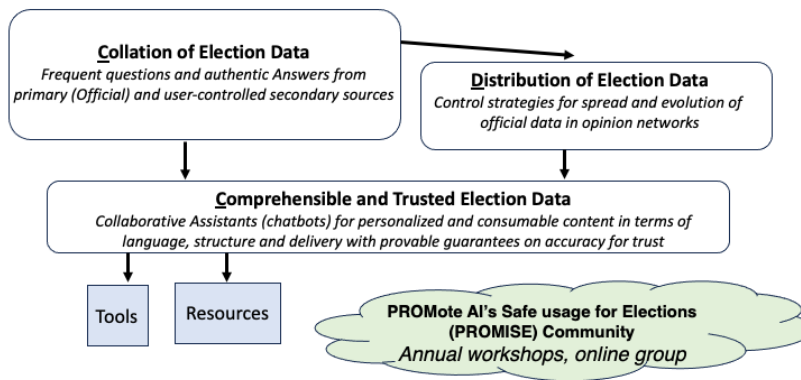 Collation of Election Data
Frequent questions and authentic Answers from
primary (Official) and user-controlled secondary sources
Distribution of Election Data
Control strategies for spread and evolution of
official data in opinion networks
Comprehensible and Trusted Election Data
Collaborative Assistants (chatbots) for personalized and consumable content in terms of
language, structure and delivery with provable guarantees on accuracy for trust
Tools
Resources
PROMote AI's Safe usage for Elections
(PROMISE) Community
Annual workshops, online group